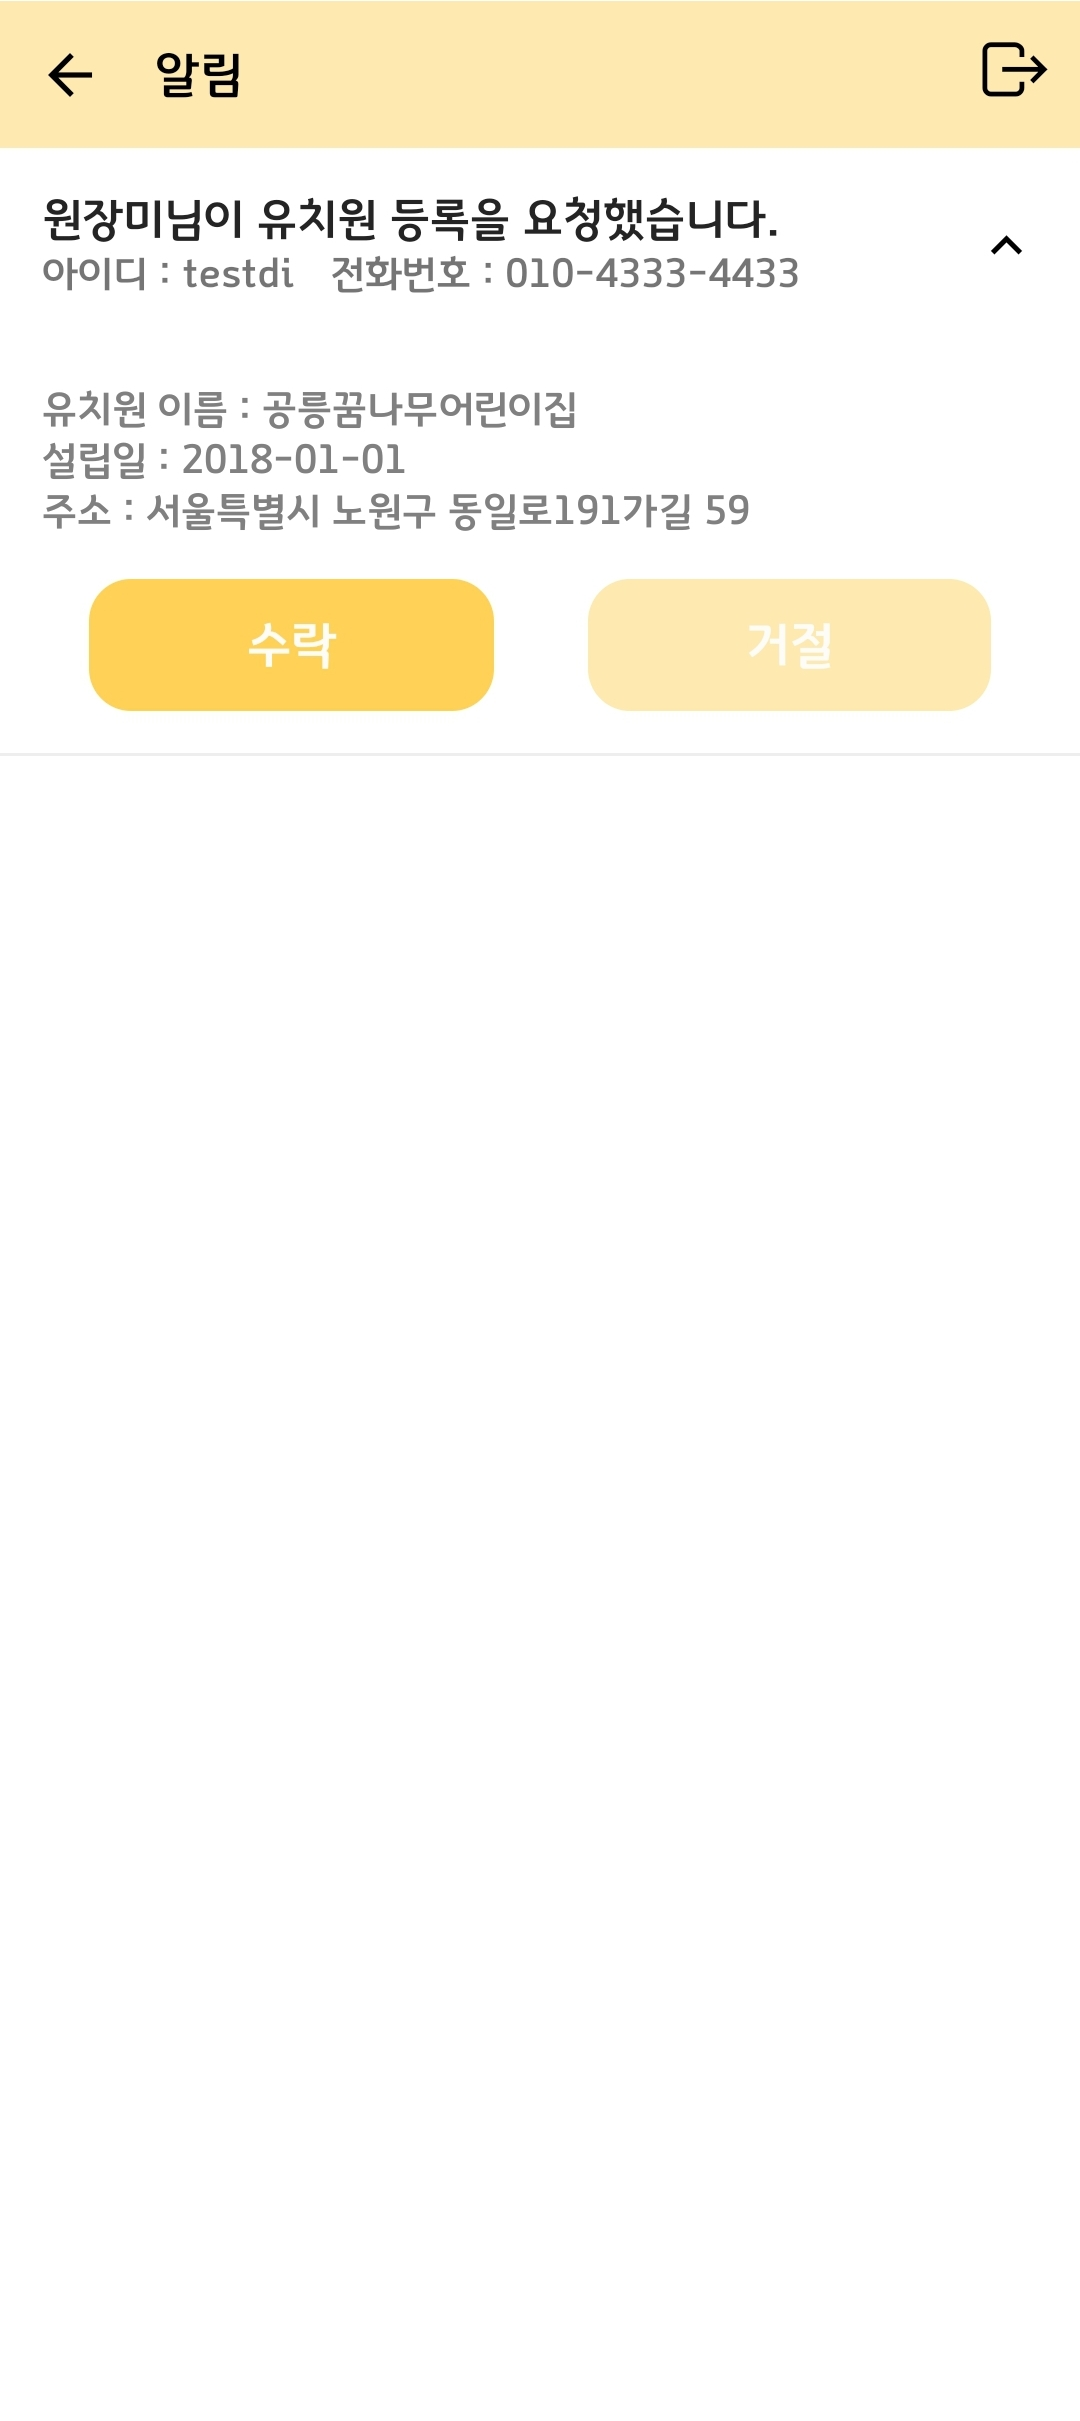 알림
원장미님이 유치원 등록을 요청했습니다.
아이디 : testdi 전화번호 : 010-4333-4433
유치원 이름 : 공릉꿈나무어린이집
설립일 : 2018-01-01
주소 : 서울특별시 노원구 동일로191가길 59
수락 거절